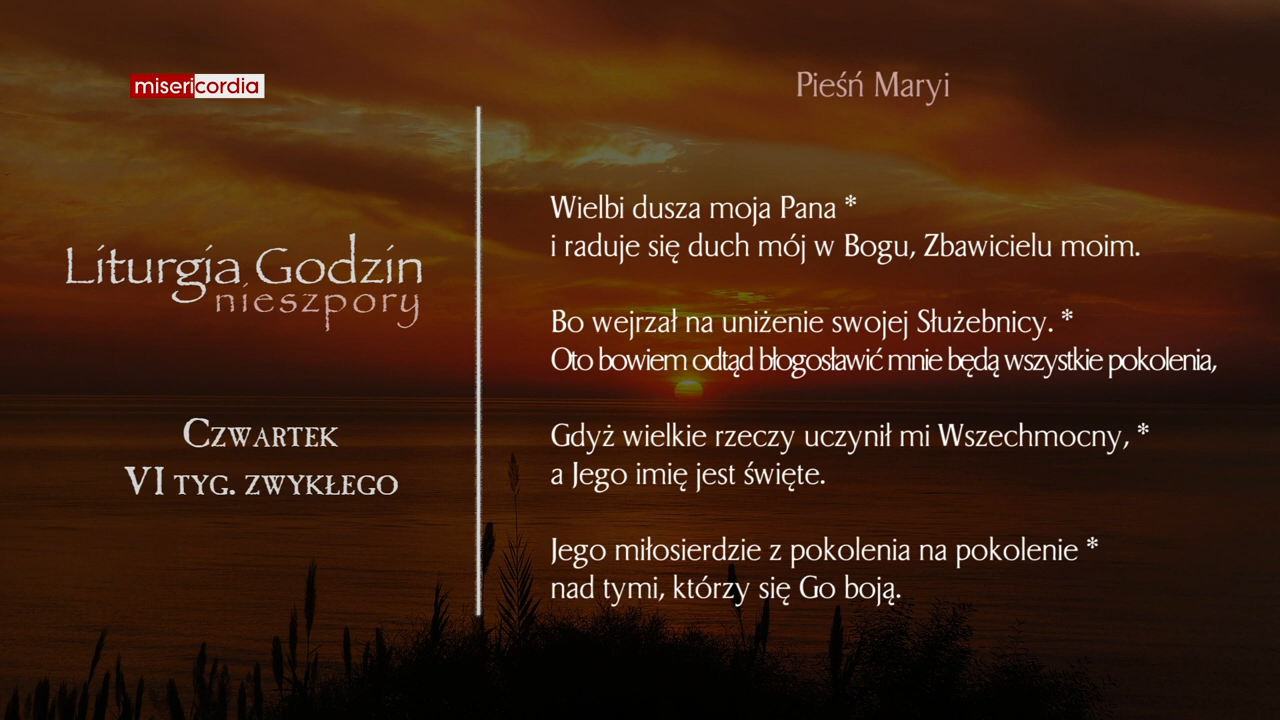 misericordia
Liturgia Godzin
nieszpory
Czwartek
VI tyg. zwykłego
Pieśń Maryi
Wielbi dusza moja Pana *
i raduje się duch mój w Bogu, Zbawicielu moim.
Bo wejrzał na uniżenie swojej Służebnicy. *
Oto bowiem odtąd błogosławić mnie będą wszystkie pokolenia,
Gdyż wielkie rzeczy uczynił mi Wszechmocny, *
a Jego imię jest święte.
Jego miłosierdzie z pokolenia na pokolenie *
nad tymi, którzy się Go boją.